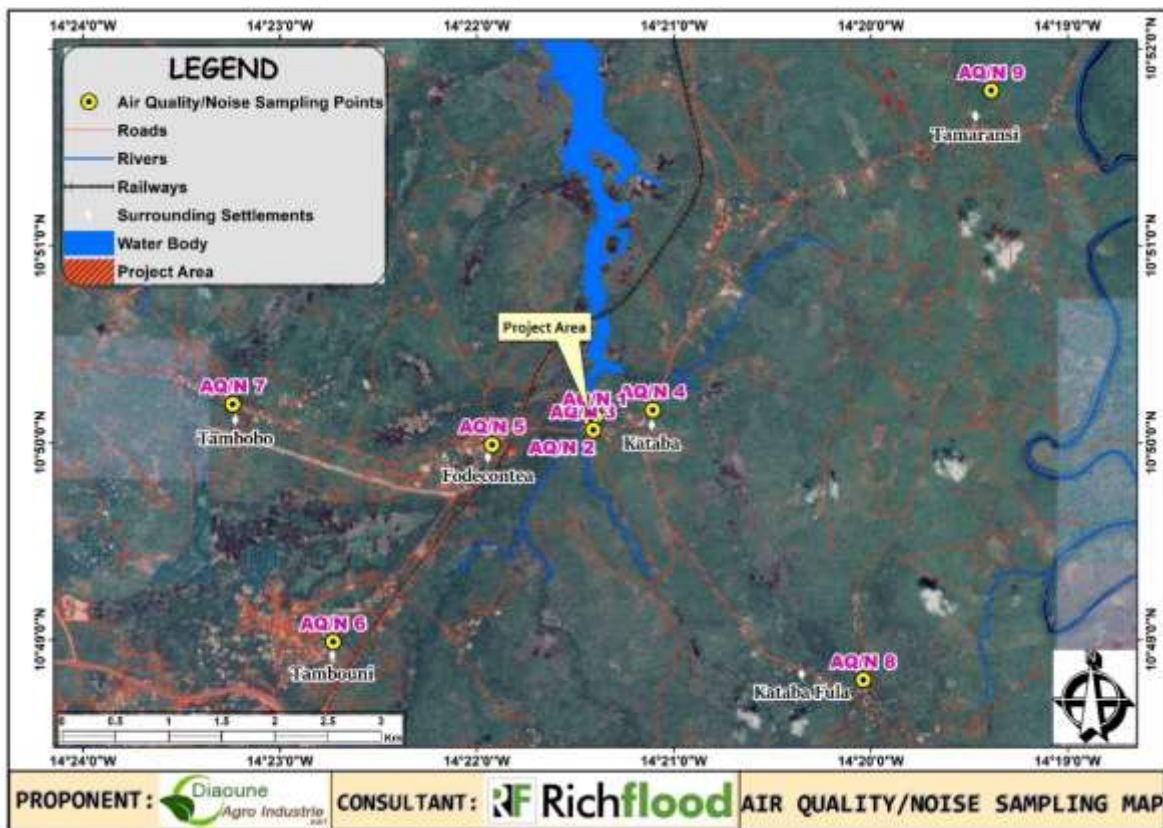 14°24'0"W 14°23'0"W 14°22'0"W 14°21'0"W 14°20'0"W 14°19'0"W
LEGEND
Air Quality/Noise Sampling Points
Roads
Rivers
Railways
Surrounding Settlements
Water Body
Project Area
10°52'0"N
10°51'0"N
10°51'0"N
10°50'0"N
10°50'0"N
10°49'0"N
10°49'0"N
AQ/N 9
Tamaransi
Project Area
AQ/N 7
Tambobo
AQ/N 1
AQ/N 4
AQ/N 3
AQ/N 5
AQ/N 2
Kataba
Fodecontea
AQ/N 6
Tambouni
AQ/N 8
Kataba Fula
0 0.5 1 2 3
Km
14°24'0"W 14°23'0"W 14°22'0"W 14°21'0"W 14°20'0"W 14°19'0"W
PROPONENT: Diaoune Agro Industrie CONSULTANT: RF Richflood AIR QUALITY/NOISE SAMPLING MAP